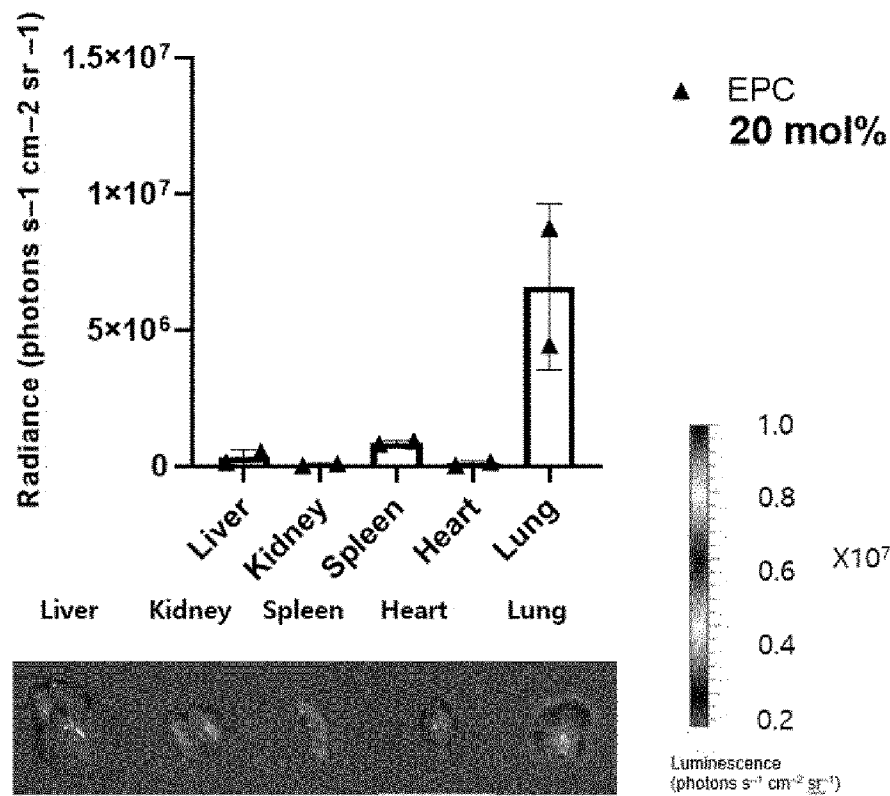 Radiance (photons s–1 cm–2 sr –1)
1.5×10⁷
1×10⁷
5×10⁶
0
Liver
Kidney
Spleen
Heart
Lung
▲ EPC
20 mol%
Liver Kidney Spleen Heart Lung
1.0
0.8
0.6
0.4
0.2
X10⁷
Luminescence
(photons s⁻¹ cm⁻² sr⁻¹)